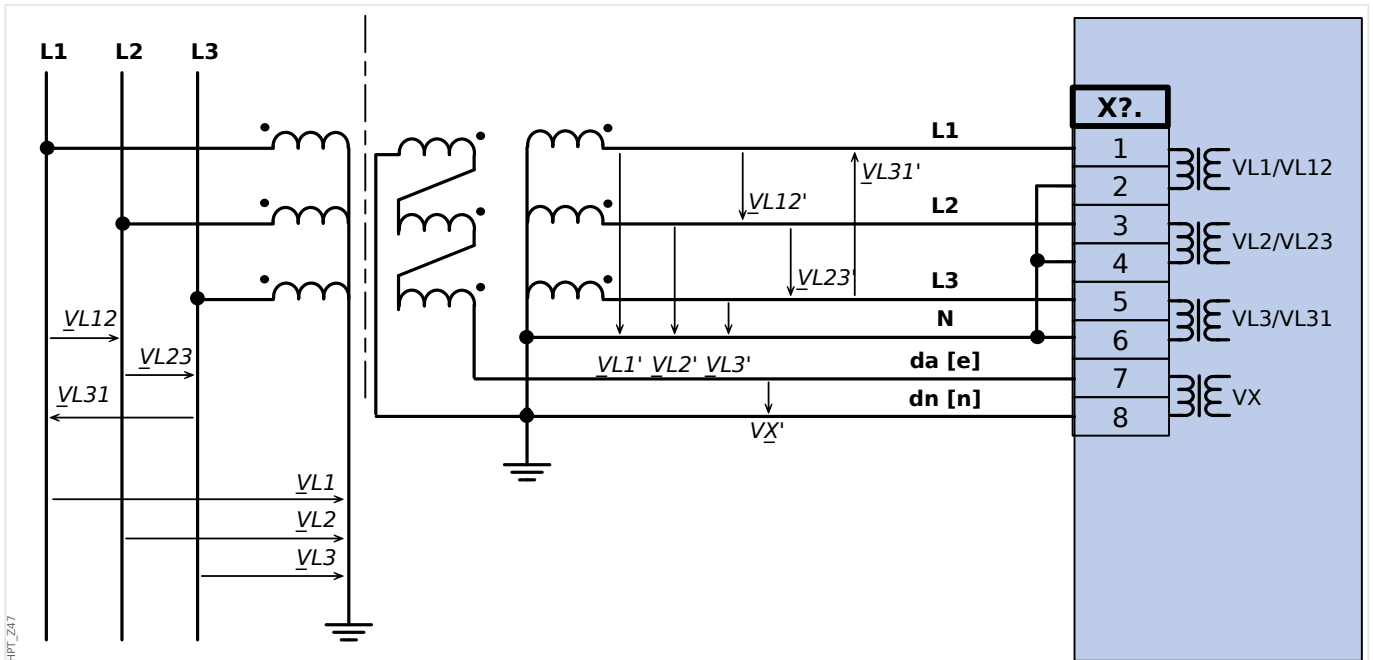 L1 L2 L3
X?.
L1
1
VL1/VL12
VL31'
2
VL12'
L2
3
VL2/VL23
4
VL23'
L3
5
VL12
N
VL3/VL31
6
VL23
VL1' VL2' VL3'
da [e]
7
VL31
dn [n]
VX
8
VX'
VL1
VL2
VL3
HPT_Z47